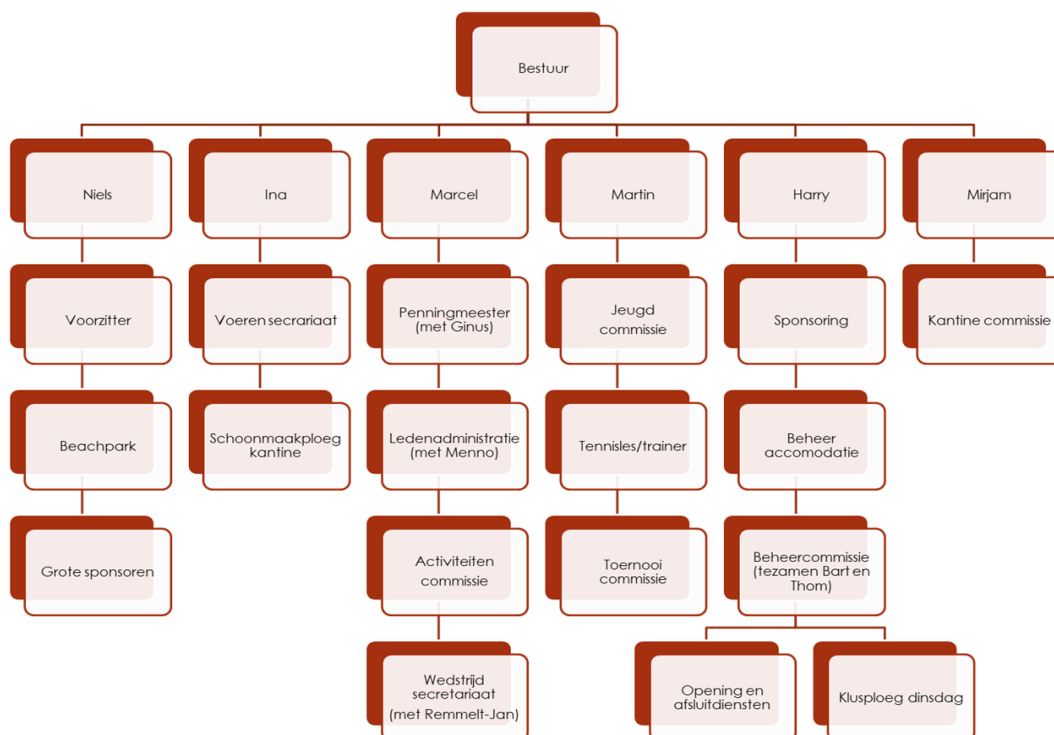 Bestuur
Niels
Ina
Marcel
Martin
Harry
Mirjam
Voorzitter
Voeren secrariaat
Penningmeester
(met Ginus)
Jeugd
commissie
Sponsoring
Kantine commissie
Beachpark
Schoonmaakploeg
kantine
Ledenadministratie
(met Menno)
Tennisles/trainer
Beheer
accomodatie
Grote sponsoren
Activiteiten
commissie
Toernooi
commissie
Beheercommissie
(tezamen Bart en
Thom)
Wedstrijd
secretariaat
(met Remmelt-Jan)
Opening en
afsluitdiensten
Klusploeg dinsdag